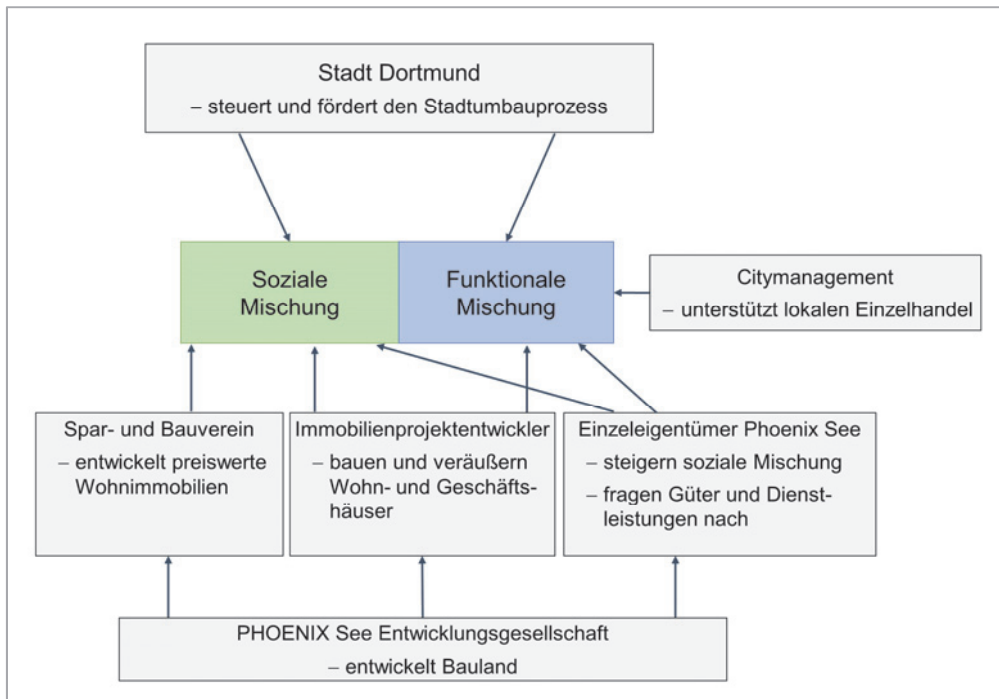 Stadt Dortmund
– steuert und fördert den Stadtumbauprozess
Soziale
Mischung
Funktionale
Mischung
Citymanagement
– unterstützt lokalen Einzelhandel
Spar- und Bauverein
– entwickelt preiswerte
Wohnimmobilien
Immobilienprojektentwickler
– bauen und veräußern
Wohn- und Geschäfts-
häuser
Einzeleigentümer Phoenix See
– steigern soziale Mischung
– fragen Güter und Dienst-
leistungen nach
PHOENIX See Entwicklungsgesellschaft
– entwickelt Bauland